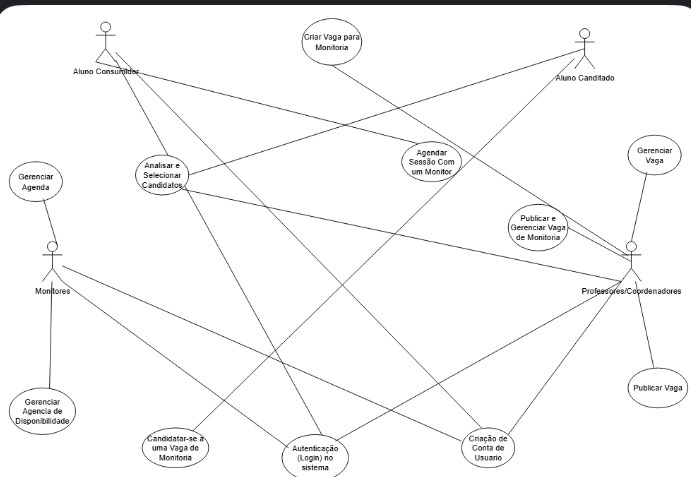 Criar Vaga para
Monitoria
Aluno Consumidor
Aluno Canditado
Analisar e
Selecionar
Candidatos
Agendar
Sessão Com
um Monitor
Gerenciar
Vaga
Gerenciar
Agenda
Publicar e
Gerenciar Vaga
de Monitoria
Monitores
Professores/Coordenadores
Gerenciar
Agencia de
Disponibilidade
Publicar Vaga
Candidatar-se a
uma Vaga de
Monitoria
Autenticação
(Login) no
sistema
Criação de
Conta de
Usuario